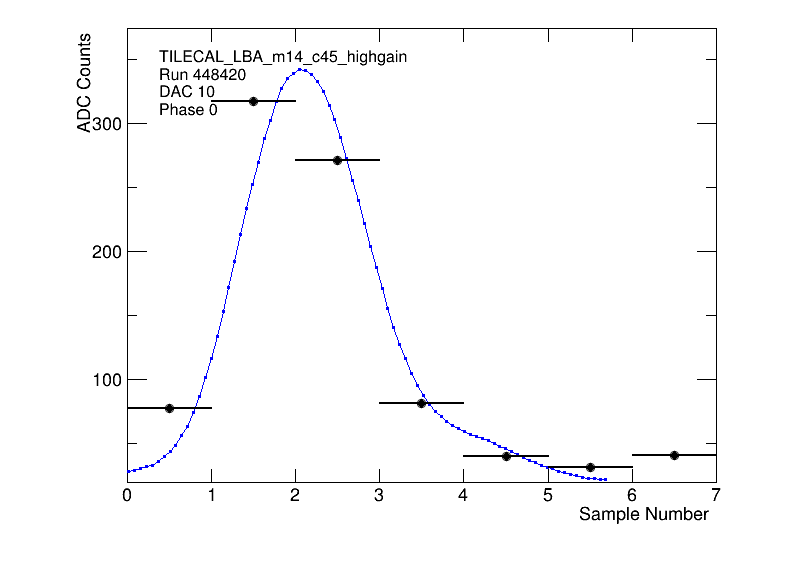 TILECAL_LBA_m14_c45_highgain
Run 448420
DAC 10
Phase 0
ADC Counts
300
200
100
0 1 2 3 4 5 6 7
Sample Number